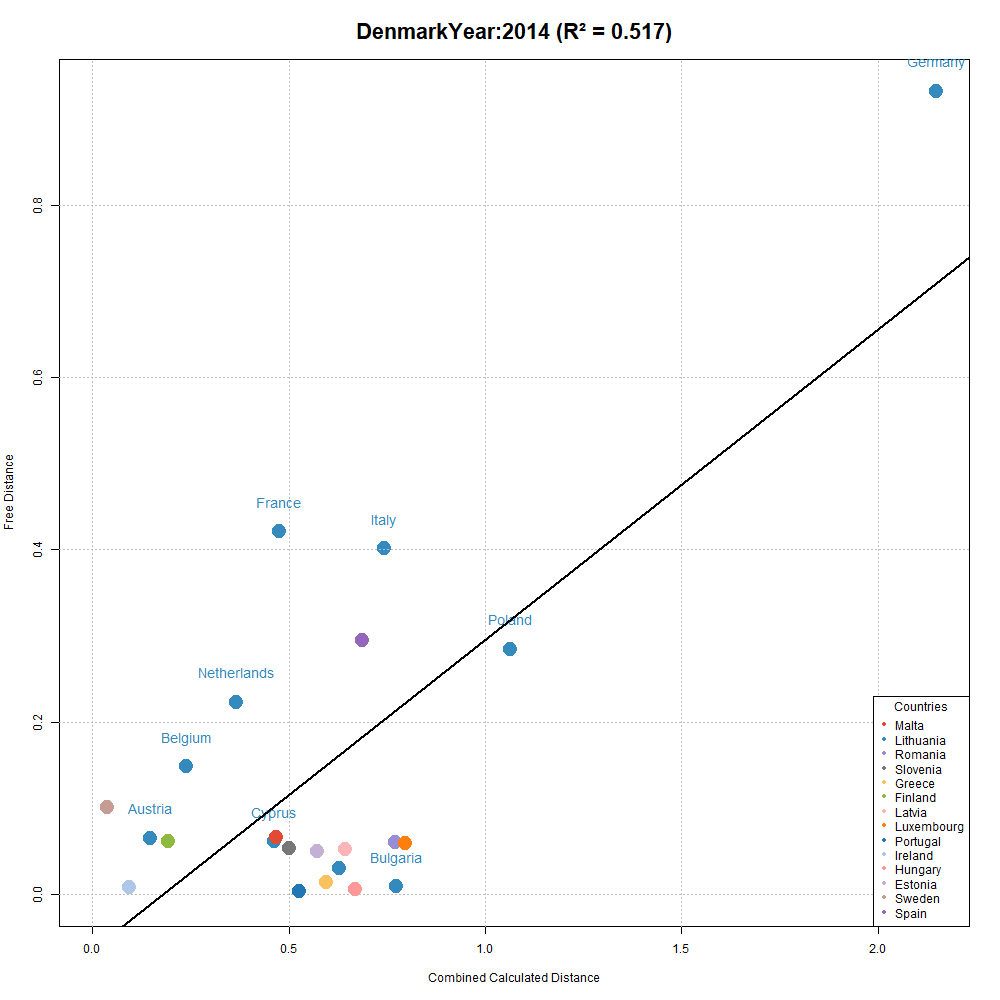 DenmarkYear:2014 (R² = 0.517)
Germany
0.8
0.6
Free Distance
France
Italy
0.4
Poland
Netherlands
0.2
Belgium
Austria
Cyprus
Bulgaria
0.0
Countries
Malta
Lithuania
Romania
Slovenia
Greece
Finland
Latvia
Luxembourg
Portugal
Ireland
Hungary
Estonia
Sweden
Spain
0.0 0.5 1.0 1.5 2.0
Combined Calculated Distance